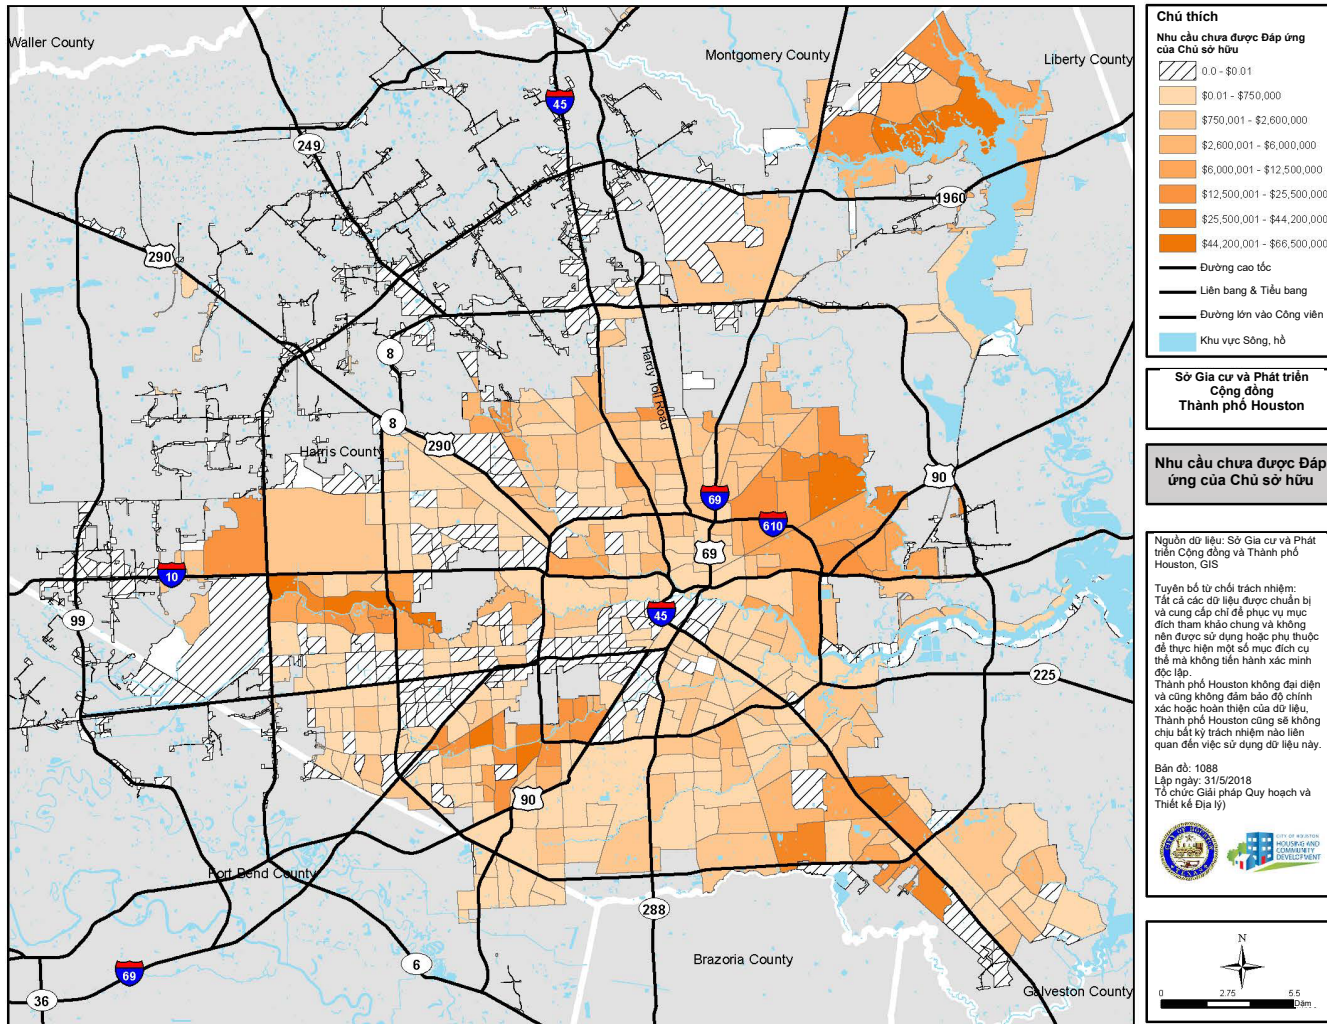 Waller County
Montgomery County
Liberty County
45
249
1960
290
8
Hardy Toll Road
8
290
Harris County
90
69
610
69
10
99
45
225
90
Fort Bend County
288
6
69
36
Brazoria County
Galveston County
Chú thích
Nhu cầu chưa được Đáp ứng
của Chủ sở hữu
0.0 - $0.01
$0.01 - $750,000
$750,001 - $2,600,000
$2,600,001 - $6,000,000
$6,000,001 - $12,500,000
$12,500,001 - $25,500,000
$25,500,001 - $44,200,000
$44,200,001 - $66,500,000
Đường cao tốc
Liên bang & Tiểu bang
Đường lớn vào Công viên
Khu vực Sông, hồ
Sở Gia cư và Phát triển
Cộng đồng
Thành phố Houston
Nhu cầu chưa được Đáp
ứng của Chủ sở hữu
Nguồn dữ liệu: Sở Gia cư và Phát
triển Cộng đồng và Thành phố
Houston, GIS
Tuyên bố từ chối trách nhiệm:
Tất cả các dữ liệu được chuẩn bị
và cung cấp chỉ để phục vụ mục
đích tham khảo chung và không
nên được sử dụng hoặc phụ thuộc
để thực hiện một số mục đích cụ
thể mà không tiến hành xác minh
độc lập.
Thành phố Houston không đại diện
và cũng không đảm bảo độ chính
xác hoặc hoàn thiện của dữ liệu,
Thành phố Houston cũng sẽ không
chịu bất kỳ trách nhiệm nào liên
quan đến việc sử dụng dữ liệu này.
Bản đồ: 1088
Lập ngày: 31/5/2018
Tổ chức Giải pháp Quy hoạch và
Thiết kế Địa lý)
CITY OF HOUSTON
TEXAS
CITY OF HOUSTON
HOUSING AND
COMMUNITY
DEVELOPMENT
N
0 2.75 5.5
Dặm